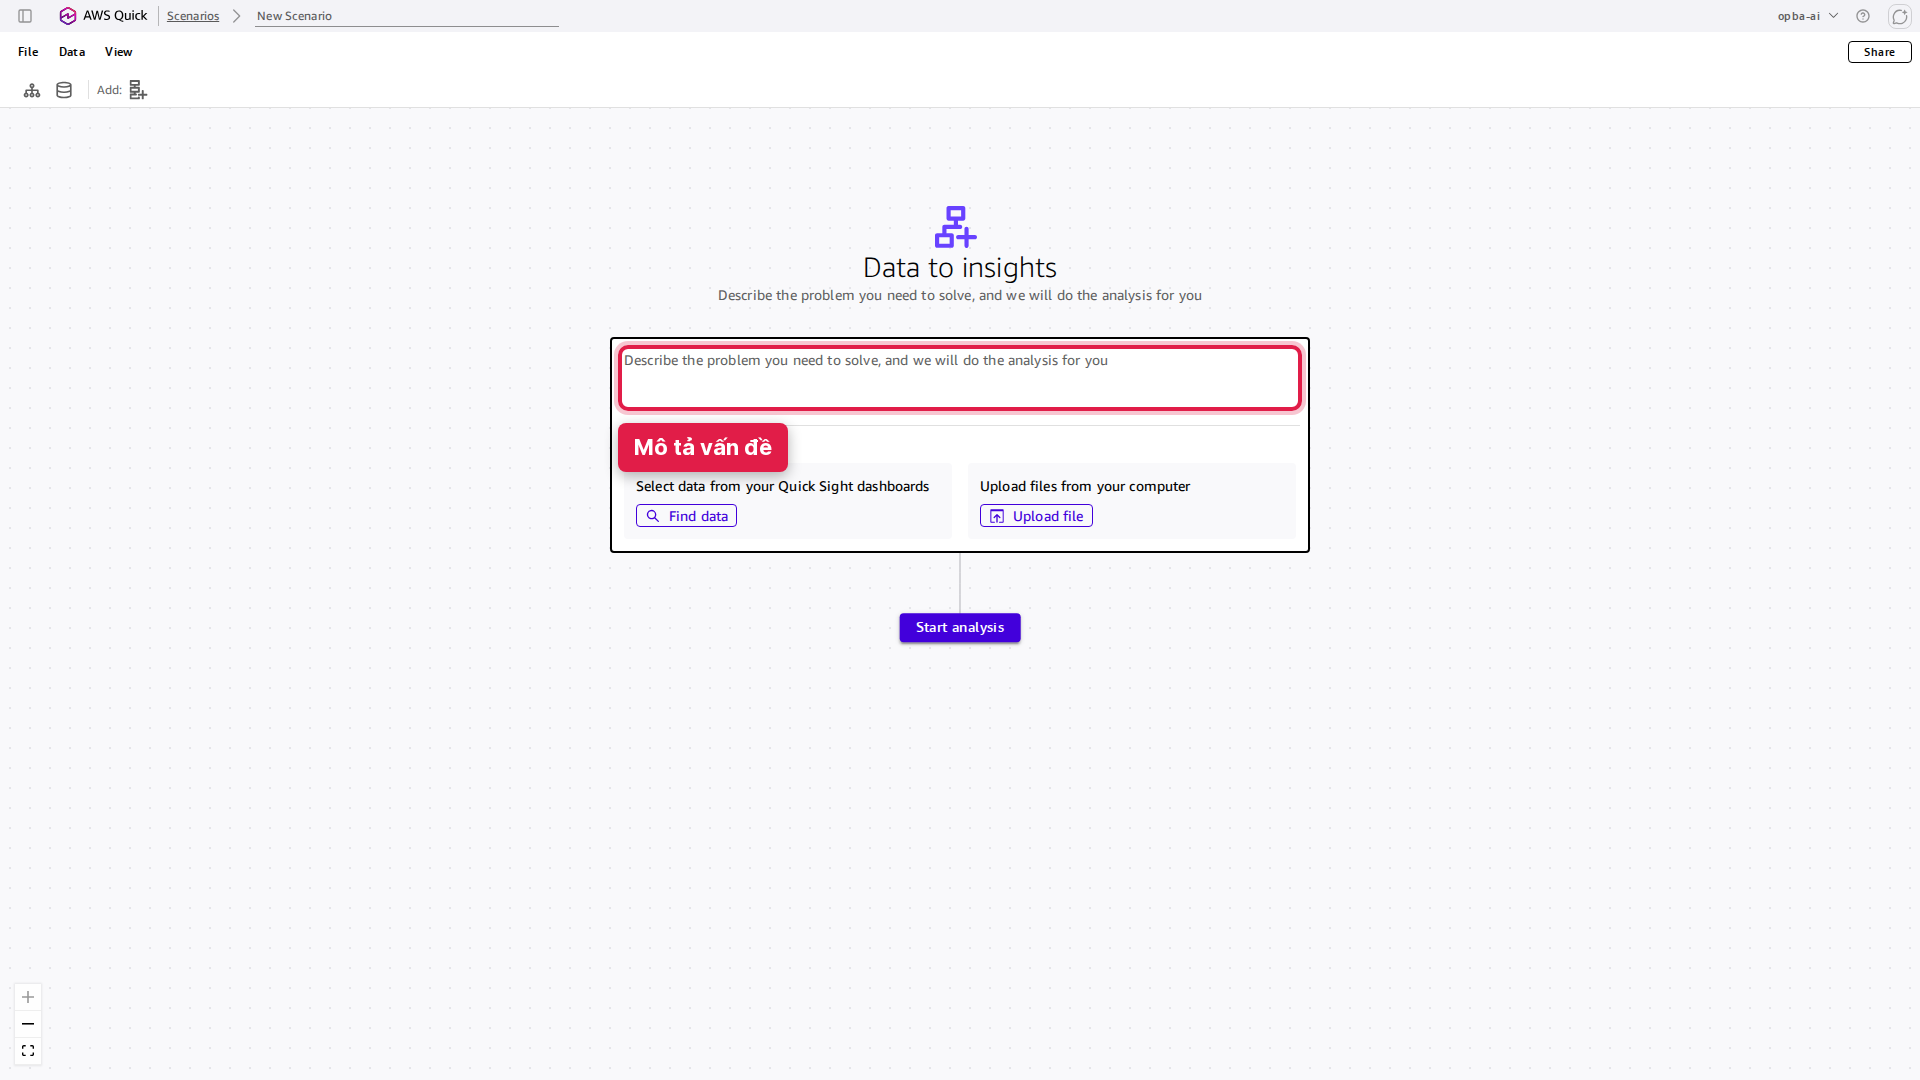 AWS Quick
Scenarios
New Scenario
opba-ai
File
Data
View
Share
Add:
Data to insights
Describe the problem you need to solve, and we will do the analysis for you
Describe the problem you need to solve, and we will do the analysis for you
Mô tả vấn đề
Select data from your Quick Sight dashboards
Find data
Upload files from your computer
Upload file
Start analysis